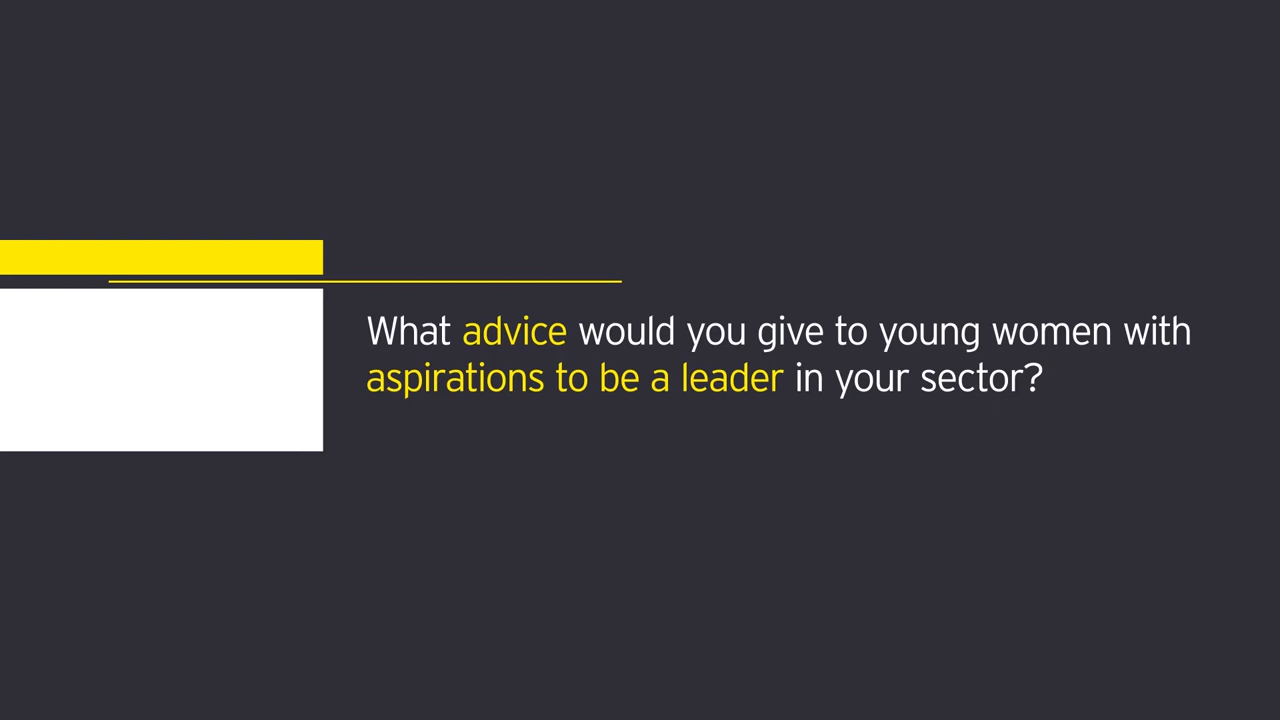 What advice would you give to young women with
aspirations to be a leader in your sector?